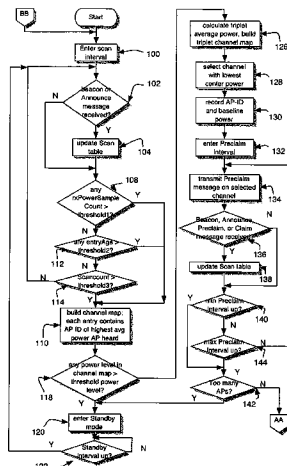 BB
Start
Enter scan
interval
100
102
beacon or
Announce
message
received?
N
Y
update Scan
table
104
108
any
rxPowerSample
Count >
threshold1?
Y
N
any entryAge >
threshold2?
Y
112
N
Scancount >
threshold3?
N
114
Y
build channel map;
each entry contains
AP ID of highest avg
power AP heard
110
any power level in
channel map >
threshold power
level?
Y
118
N
enter Standby
mode
120
Standby
interval up?
N
Y
calculate triplet
average power, build
triplet channel map
126
select channel
with lowest
center power
128
record AP-ID
and baseline
power
130
enter Preclaim
interval
132
transmit Preclaim
message on selected
channel
134
Beacon, Announce,
Preclaim, or Claim
message received?
N
136
Y
update Scan table
138
min Preclaim
interval up?
N
140
Y
max Preclaim
interval up?
N
144
Y
Too many
APs?
N
142
Y
AA